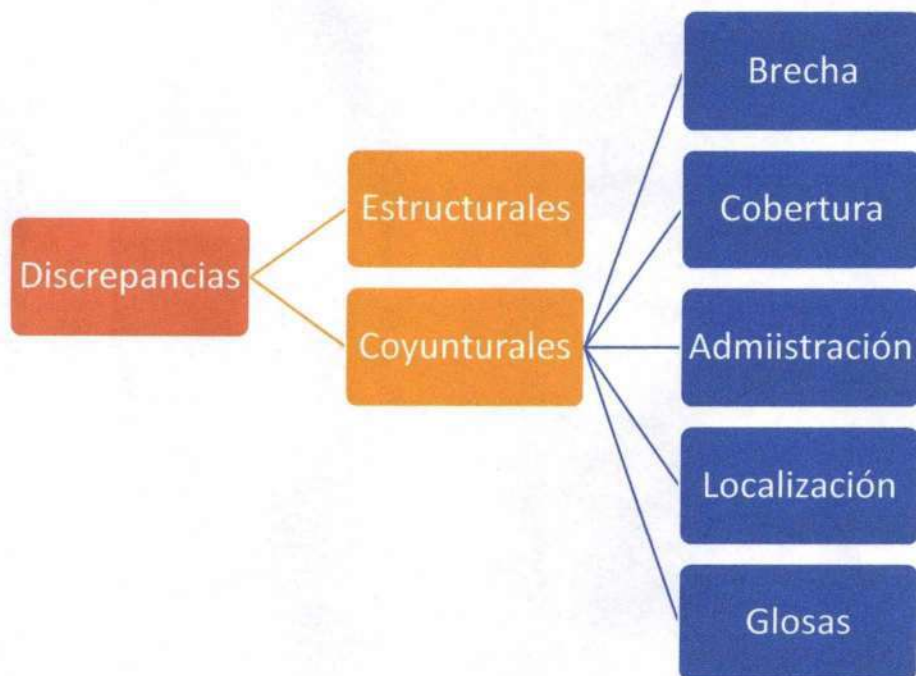 Discrepancias
Estructurales
Coyunturales
Brecha
Cobertura
Admiistración
Localización
Glosas